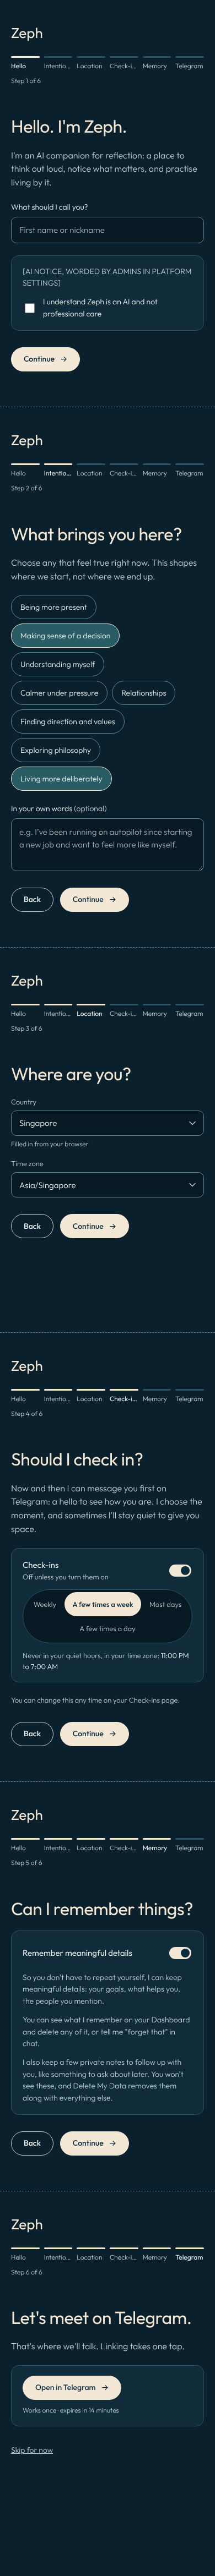 Zeph
Hello Intentio... Location Check-i... Memory Telegram
Step 1 of 6
Hello. I'm Zeph.
I'm an AI companion for reflection: a place to
think out loud, notice what matters, and practise
living by it.
What should I call you?
First name or nickname
[AI NOTICE, WORDED BY ADMINS IN PLATFORM
SETTINGS]
I understand Zeph is an AI and not
professional care
Continue →
Zeph
Hello Intentio... Location Check-i... Memory Telegram
Step 2 of 6
What brings you here?
Choose any that feel true right now. This shapes
where we start, not where we end up.
Being more present
Making sense of a decision
Understanding myself
Calmer under pressure Relationships
Finding direction and values
Exploring philosophy
Living more deliberately
In your own words (optional)
e.g. I've been running on autopilot since starting
a new job and want to feel more like myself.
Back Continue →
Zeph
Hello Intentio... Location Check-i... Memory Telegram
Step 3 of 6
Where are you?
Country
Singapore
Filled in from your browser
Time zone
Asia/Singapore
Back Continue →
Zeph
Hello Intentio... Location Check-i... Memory Telegram
Step 4 of 6
Should I check in?
Now and then I can message you first on
Telegram: a hello to see how you are. I choose the
moment, and sometimes I'll stay quiet to give you
space.
Check-ins
Off unless you turn them on
Weekly A few times a week Most days
A few times a day
Never in your quiet hours, in your time zone: 11:00 PM
to 7:00 AM
You can change this any time on your Check-ins page.
Back Continue →
Zeph
Hello Intentio... Location Check-i... Memory Telegram
Step 5 of 6
Can I remember things?
Remember meaningful details
So you don't have to repeat yourself, I can keep
meaningful details: your goals, what helps you,
the people you mention.
You can see what I remember on your Dashboard
and delete any of it, or tell me "forget that" in
chat.
I also keep a few private notes to follow up with
you, like something to ask about later. You won't
see these, and Delete My Data removes them
along with everything else.
Back Continue →
Zeph
Hello Intentio... Location Check-i... Memory Telegram
Step 6 of 6
Let's meet on Telegram.
That's where we'll talk. Linking takes one tap.
Open in Telegram →
Works once · expires in 14 minutes
Skip for now